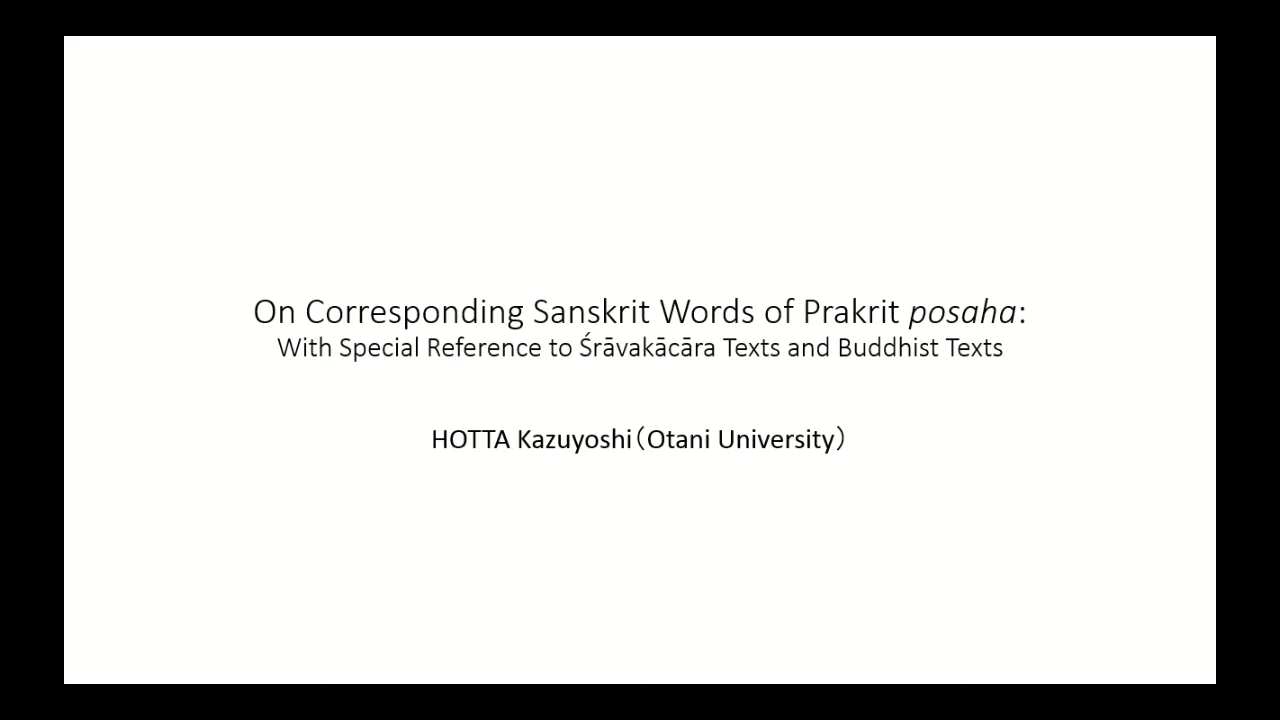 On Corresponding Sanskrit Words of Prakrit posaha:
With Special Reference to Śrāvakācāra Texts and Buddhist Texts
HOTTA Kazuyoshi（Otani University）